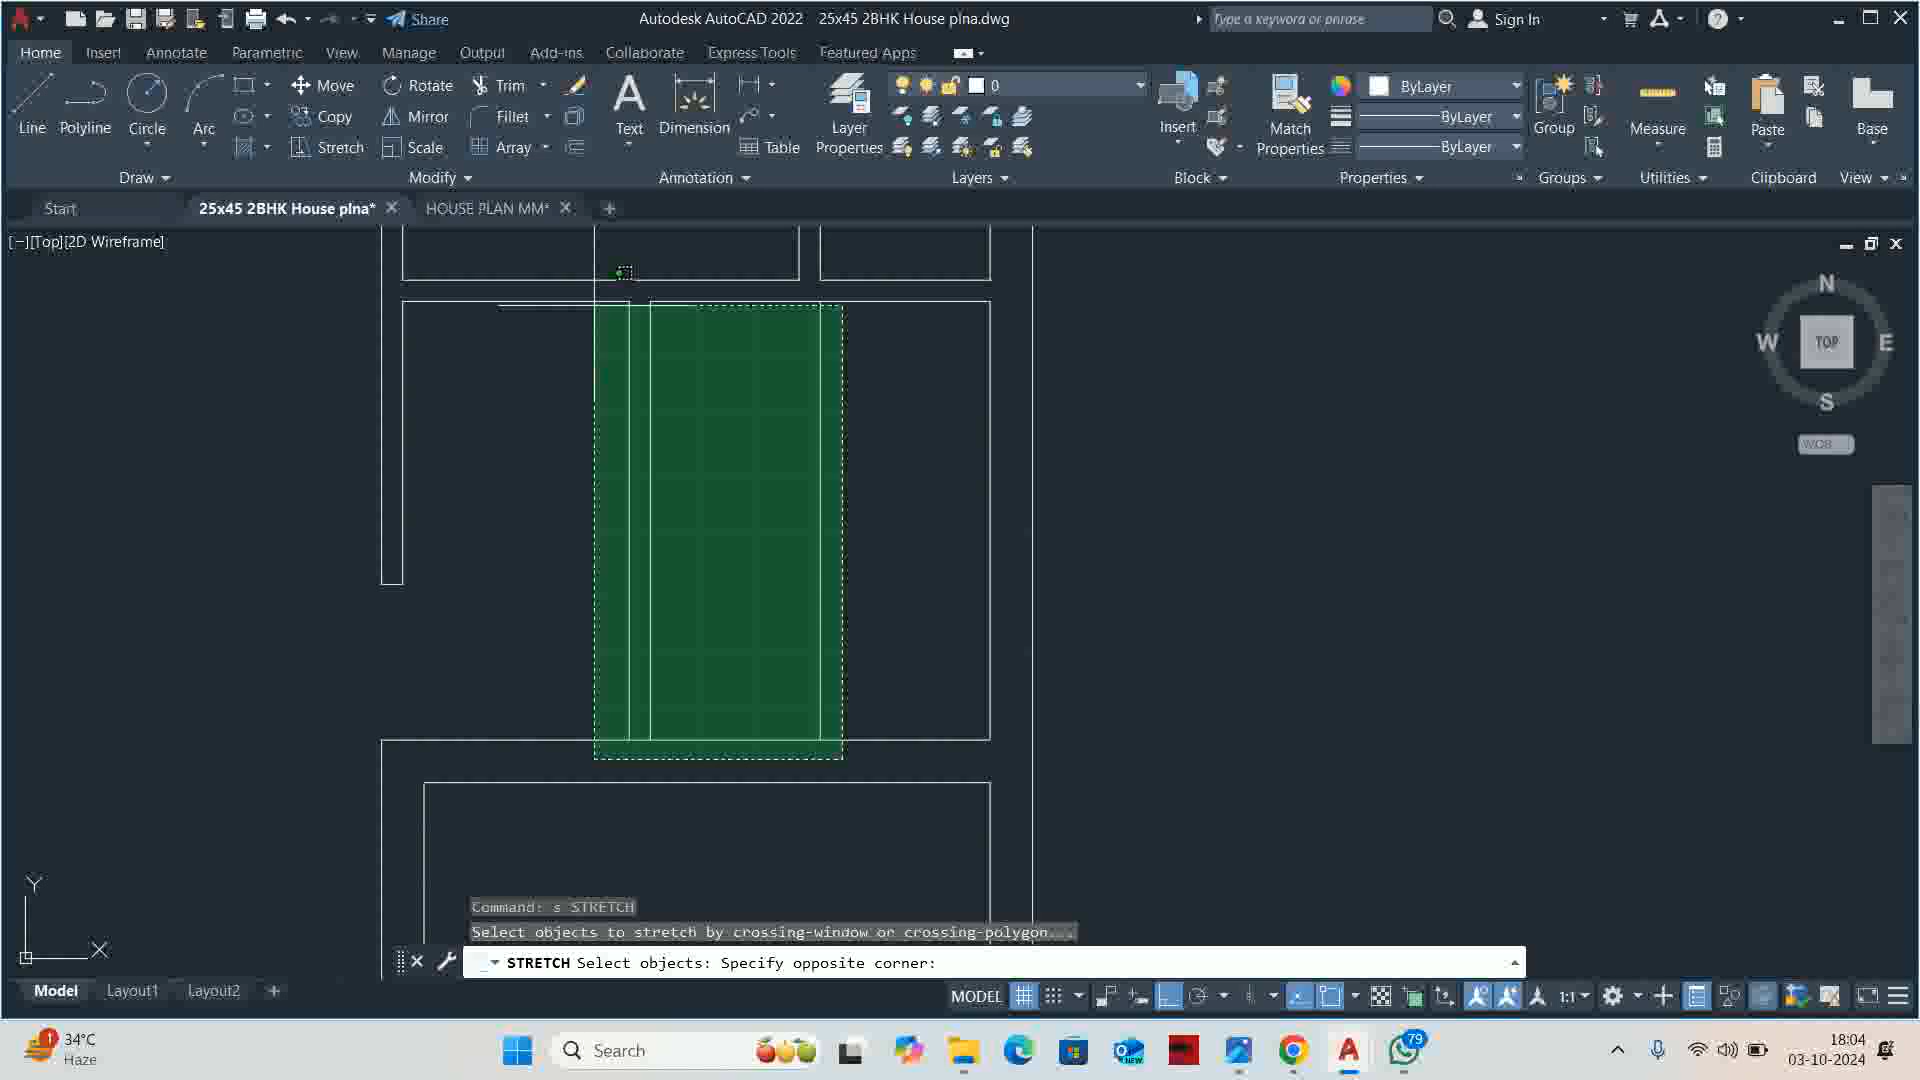 Share
Autodesk AutoCAD 2022 25x45 2BHK House plna.dwg
Type a keyword or phrase
Sign In
Home Insert Annotate Parametric View Manage Output Add-ins Collaborate Express Tools Featured Apps
Line Polyline Circle Arc
Move Rotate Trim
Copy Mirror Fillet
Stretch Scale Array
Text Dimension Table
Layer Properties
0
Insert
Match Properties
ByLayer
ByLayer
ByLayer
Group Measure Paste Base
Draw Modify Annotation Layers Block Properties Groups Utilities Clipboard View
Start 25x45 2BHK House plna* HOUSE PLAN MM*
[−][Top][2D Wireframe]
N
W TOP E
S
WCS
Y
X
Command: s STRETCH
Select objects to stretch by crossing-window or crossing-polygon...
STRETCH Select objects: Specify opposite corner:
Model Layout1 Layout2
MODEL 1:1
1
34°C
Haze
Search
NEW
79
18:04
03-10-2024